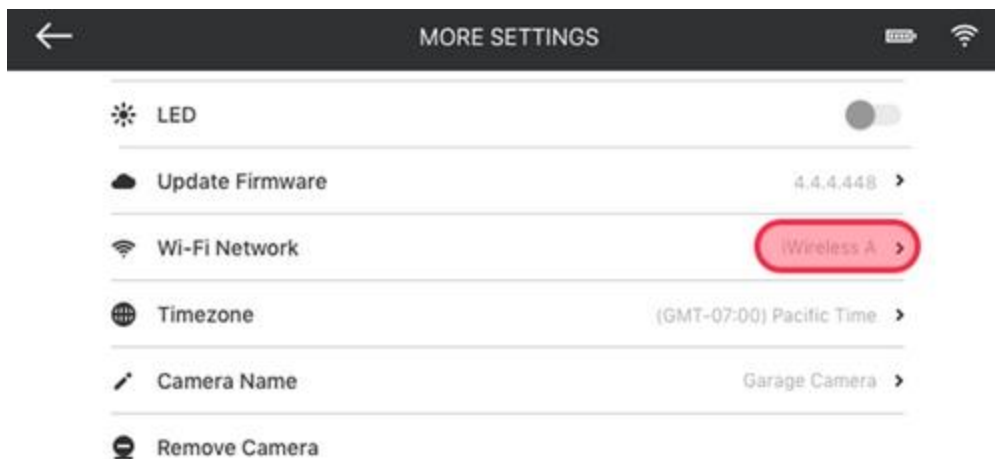 MORE SETTINGS
LED
Update Firmware 4.4.4.448
Wi-Fi Network iWireless A
Timezone (GMT-07:00) Pacific Time
Camera Name Garage Camera
Remove Camera